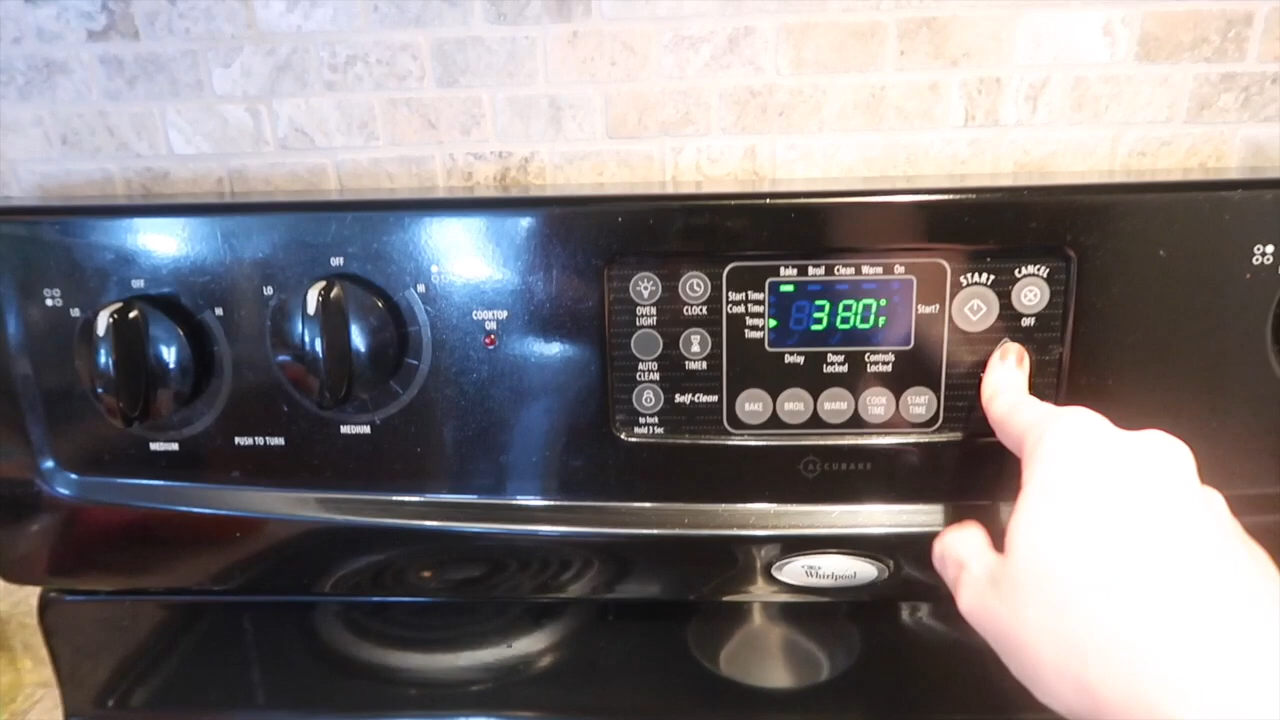 OFF
LO
HI
MEDIUM
OFF
LO
HI
MEDIUM
PUSH TO TURN
COOKTOP
ON
OVEN
LIGHT
CLOCK
AUTO
CLEAN
TIMER
Self-Clean
to lock
Hold 3 Sec
Bake Broil Clean Warm On
Start Time
Cook Time
Temp
Timer
380°F
Start?
Delay
Door
Locked
Controls
Locked
BAKE
BROIL
WARM
COOK
TIME
START
TIME
START
CANCEL
OFF
ACCUBAKE
Whirlpool